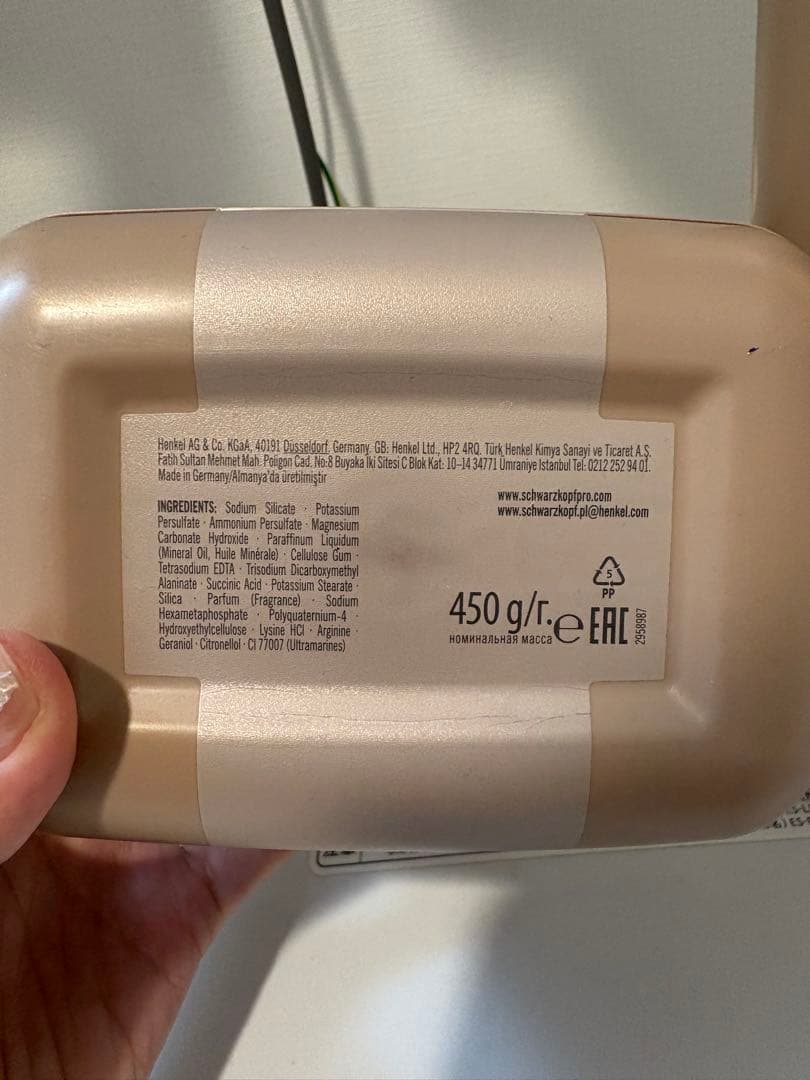 Henkel AG & Co. KGaA, 40191 Düsseldorf, Germany. GB: Henkel Ltd., HP2 4RQ. Türk Henkel Kimya Sanayi ve Ticaret A.Ş.
Fatih Sultan Mehmet Mah. Poligon Cad. No:8 Buyaka İki Sitesi C Blok Kat: 10–14 34771 Ümraniye Istanbul Tel: 0212 252 94 01.
Made in Germany/Almanya'da üretilmiştir
INGREDIENTS: Sodium Silicate · Potassium
Persulfate · Ammonium Persulfate · Magnesium
Carbonate Hydroxide · Paraffinum Liquidum
(Mineral Oil, Huile Minérale) · Cellulose Gum ·
Tetrasodium EDTA · Trisodium Dicarboxymethyl
Alaninate · Succinic Acid · Potassium Stearate ·
Silica · Parfum (Fragrance) · Sodium
Hexametaphosphate · Polyquaternium-4 ·
Hydroxyethylcellulose · Lysine HCl · Arginine ·
Geraniol · Citronellol · CI 77007 (Ultramarines)
www.schwarzkopfpro.com
www.schwarzkopf.pl@henkel.com
5
PP
450 g/г. e EAC
номинальная масса
2958987